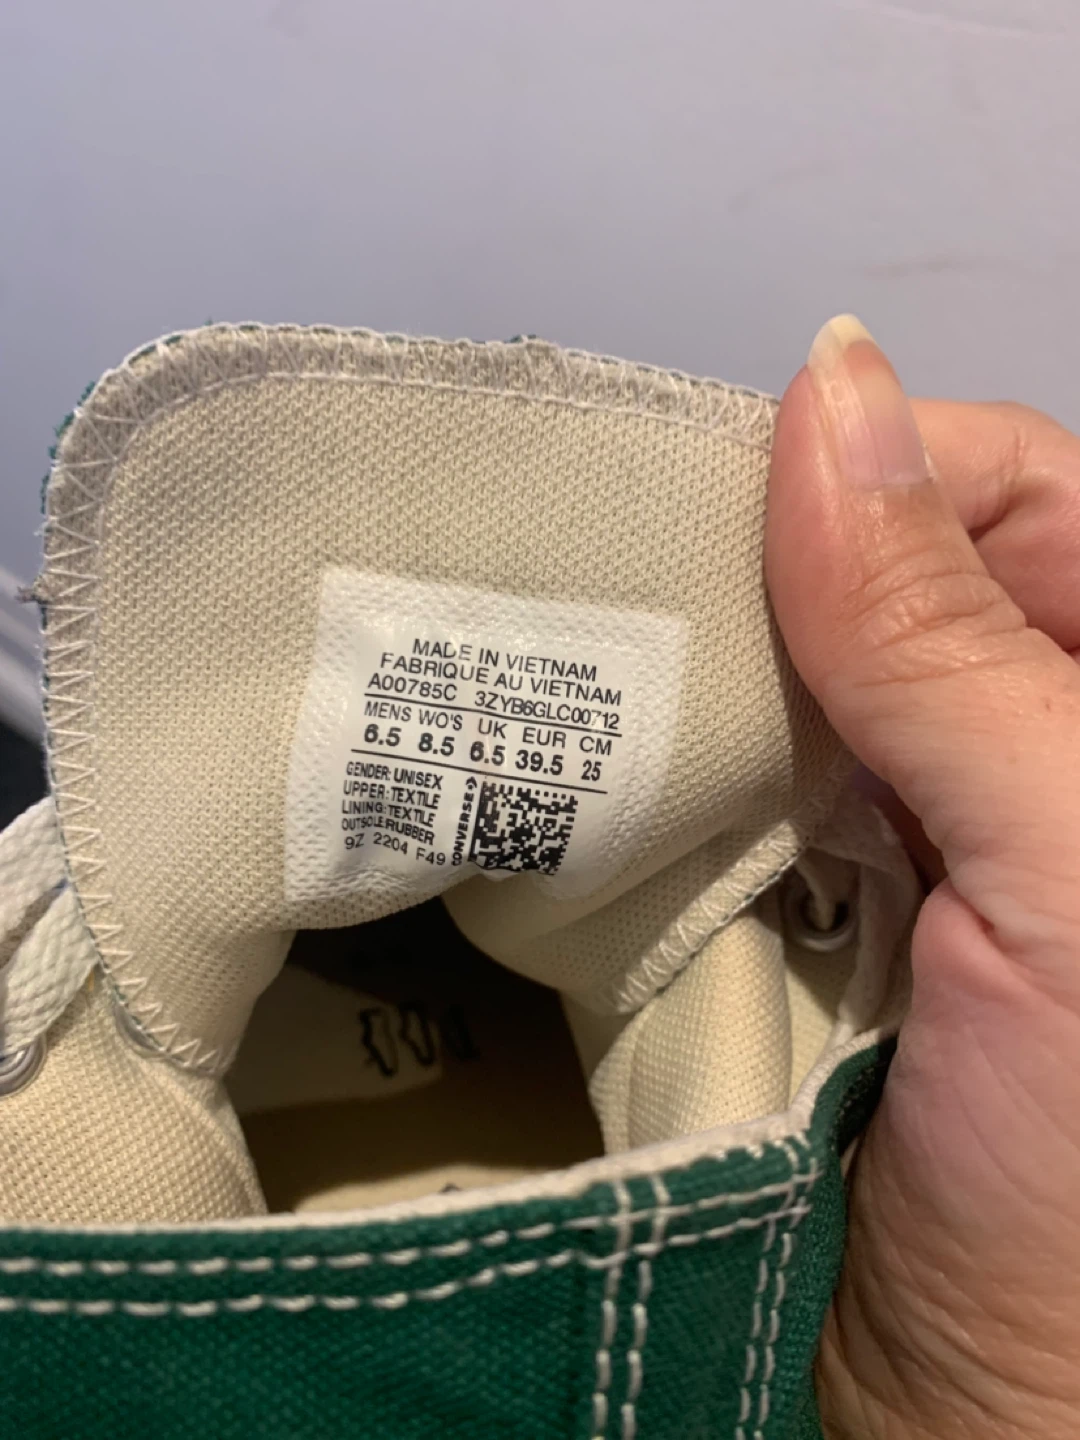 MADE IN VIETNAM
FABRIQUE AU VIETNAM
A00785C 3ZYB6GLC00712
MENS WO'S UK EUR CM
6.5 8.5 6.5 39.5 25
GENDER: UNISEX
UPPER: TEXTILE
LINING: TEXTILE
OUTSOLE: RUBBER
9Z 2204 F49
CONVERSE